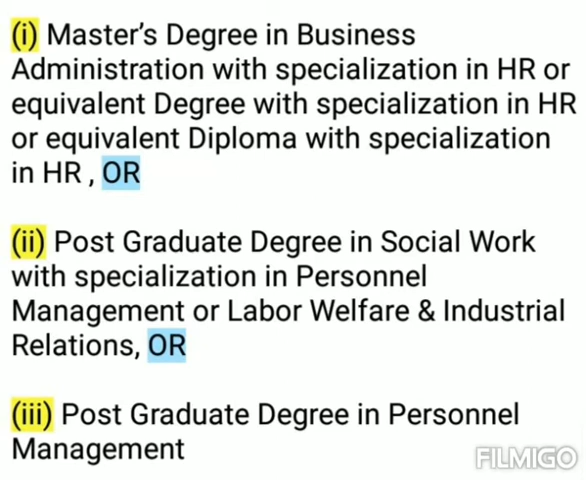 (i) Master's Degree in Business
Administration with specialization in HR or
equivalent Degree with specialization in HR
or equivalent Diploma with specialization
in HR , OR
(ii) Post Graduate Degree in Social Work
with specialization in Personnel
Management or Labor Welfare & Industrial
Relations, OR
(iii) Post Graduate Degree in Personnel
Management
FILMIGO